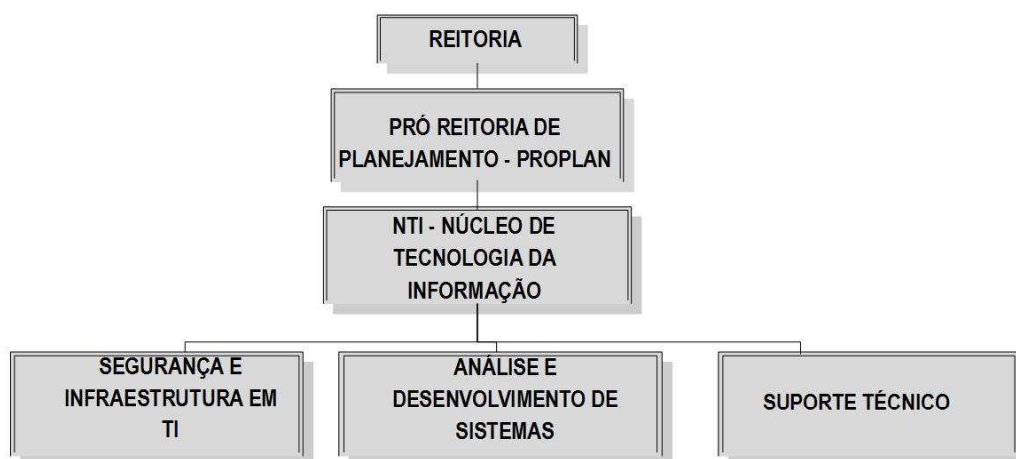 REITORIA
PRÓ REITORIA DE
PLANEJAMENTO - PROPLAN
NTI - NÚCLEO DE
TECNOLOGIA DA
INFORMAÇÃO
SEGURANÇA E
INFRAESTRUTURA EM
TI
ANÁLISE E
DESENVOLVIMENTO DE
SISTEMAS
SUPORTE TÉCNICO